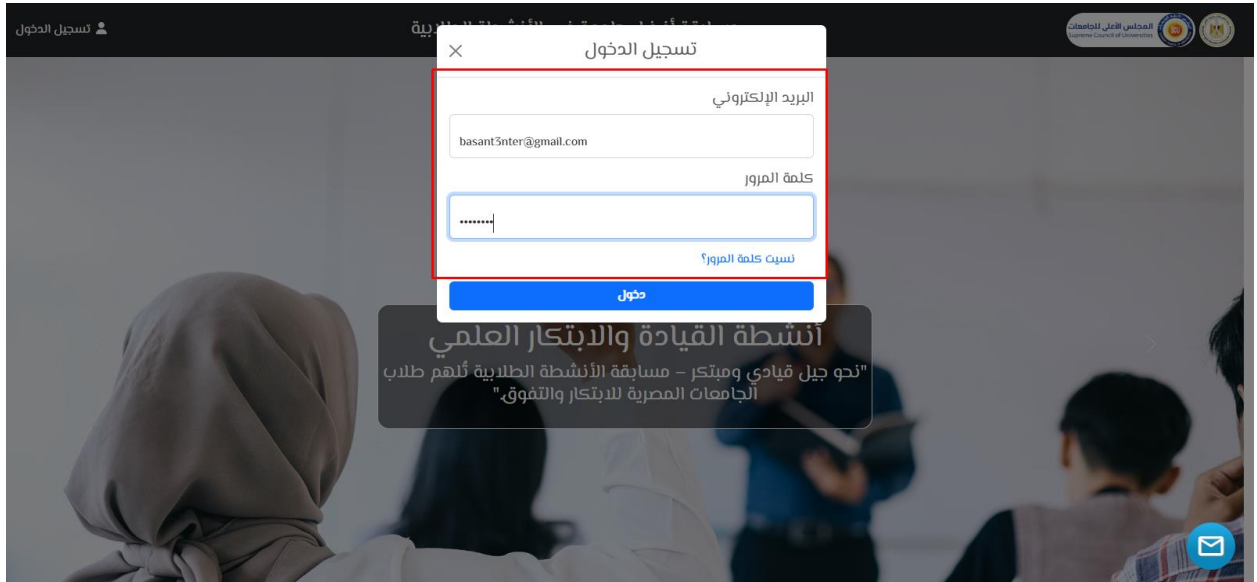 المجلس الأعلى للجامعات
Supreme Council of Universities
تسجيل الدخول
تسجيل الدخول
البريد الإلكتروني
basant3nter@gmail.com
كلمة المرور
••••••••
نسيت كلمة المرور؟
دخول
أنشطة القيادة والابتكار العلمي
"نحو جيل قيادي ومبتكر – مسابقة الأنشطة الطلابية تُلهم طلاب
الجامعات المصرية للابتكار والتفوق."